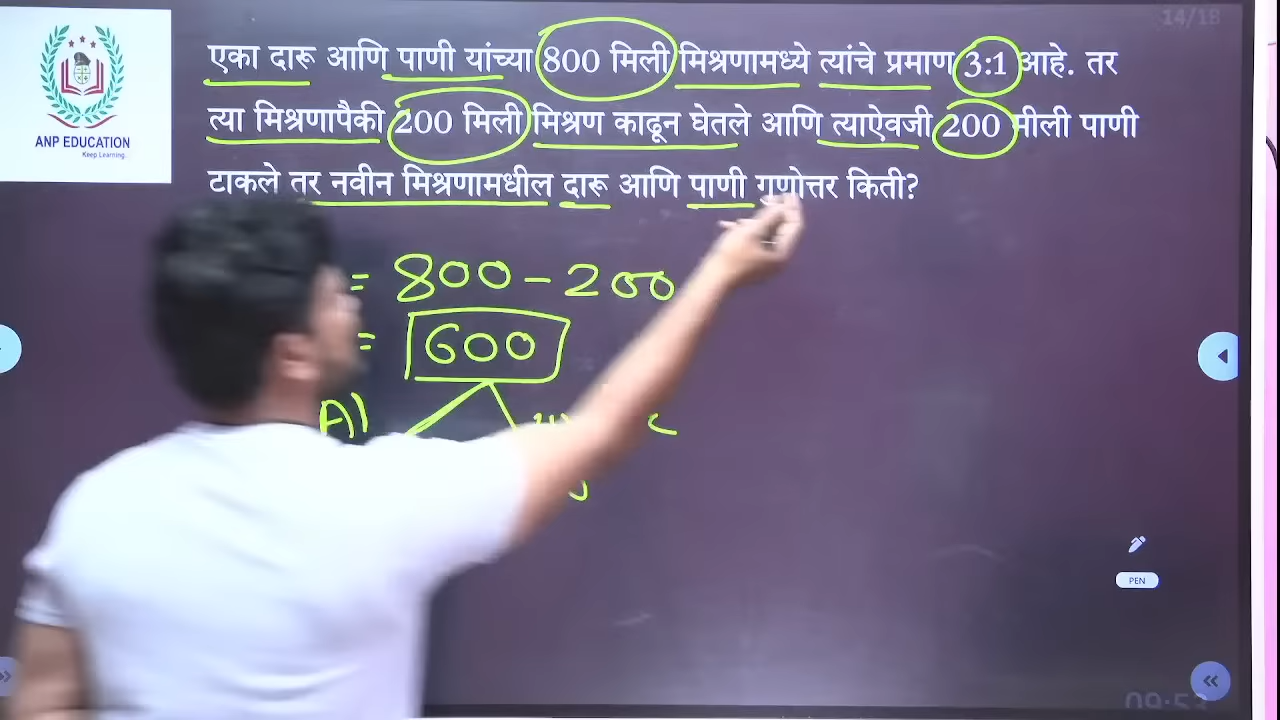 14/18
ANP EDUCATION
Keep Learning..
एका दारू आणि पाणी यांच्या 800 मिली मिश्रणामध्ये त्यांचे प्रमाण 3:1 आहे. तर
त्या मिश्रणापैकी 200 मिली मिश्रण काढून घेतले आणि त्याऐवजी 200 मीली पाणी
टाकले तर नवीन मिश्रणामधील दारू आणि पाणी गुणोत्तर किती?
= 800 - 200
= 600
PEN